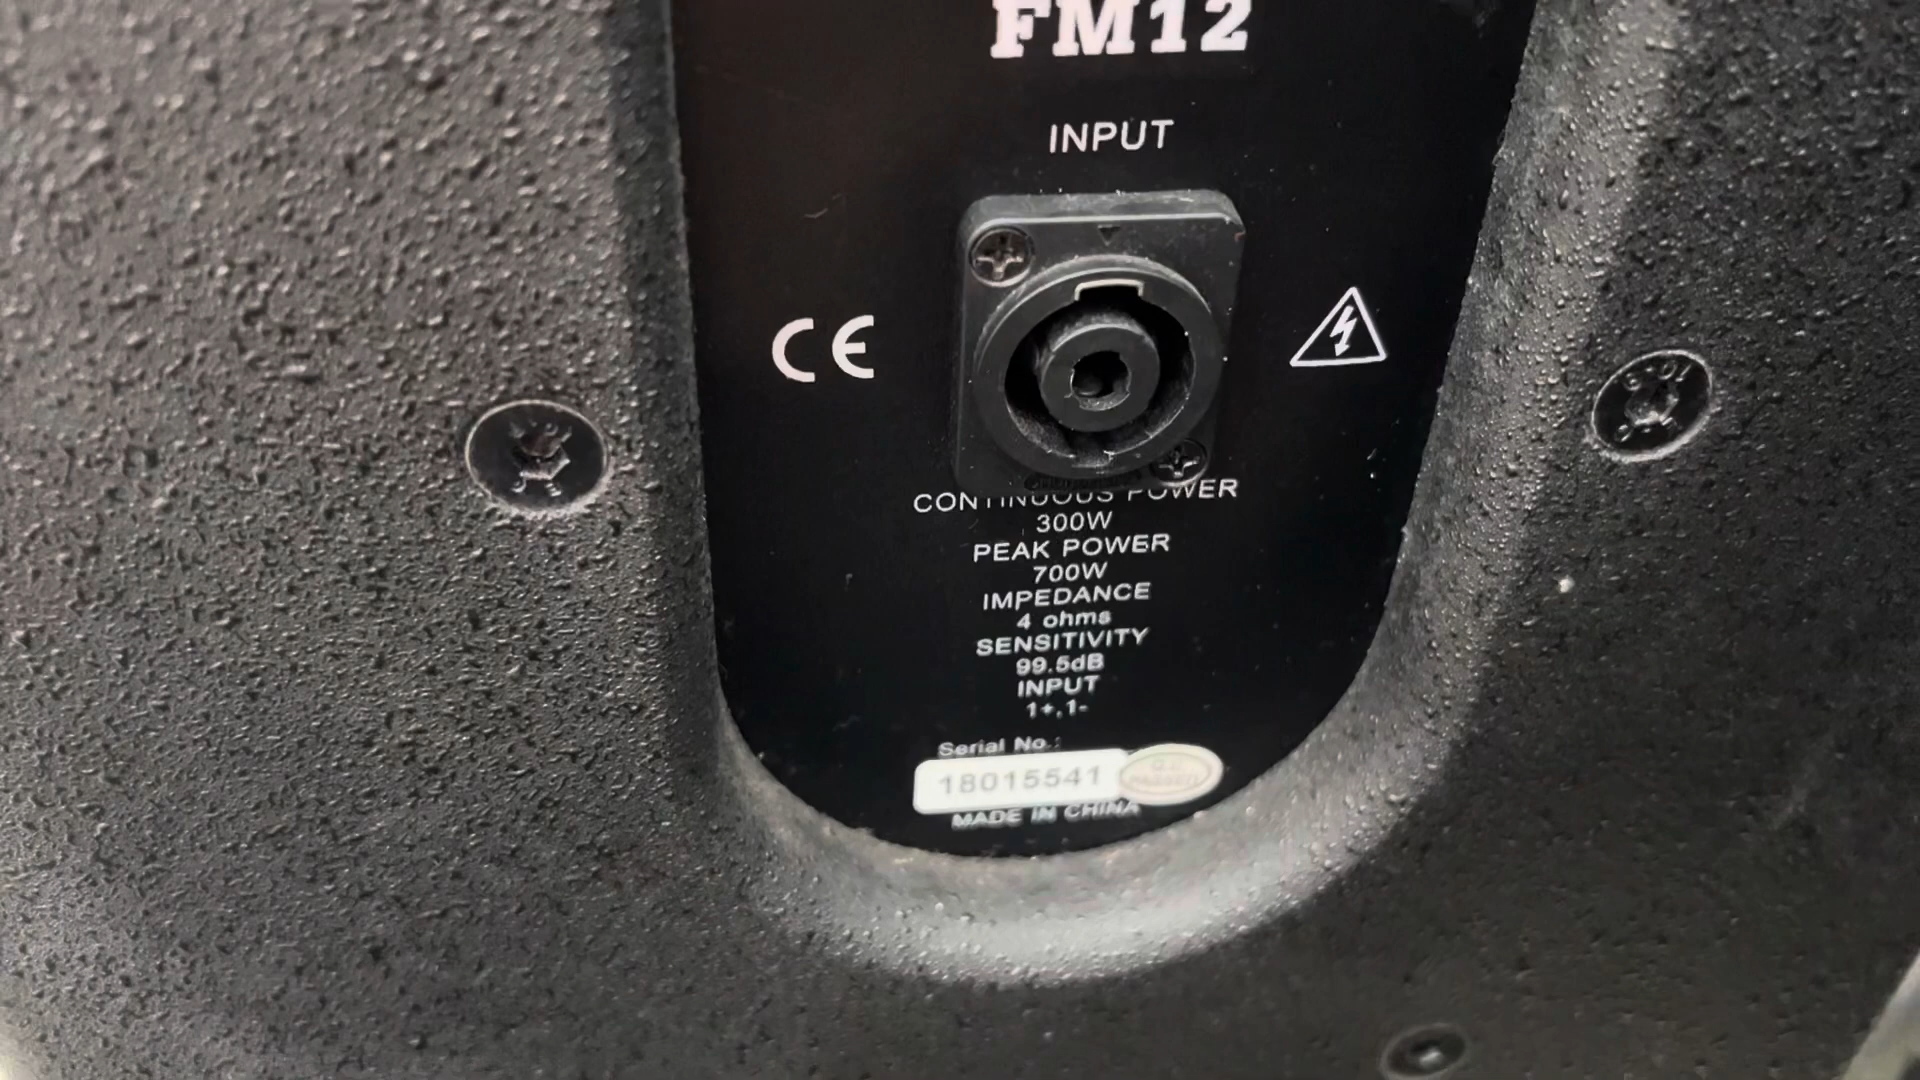 FM12
INPUT
CE
CONTINUOUS POWER
300W
PEAK POWER
700W
IMPEDANCE
4 ohms
SENSITIVITY
99.5dB
INPUT
1+,1-
Serial No.:
18015541
MADE IN CHINA